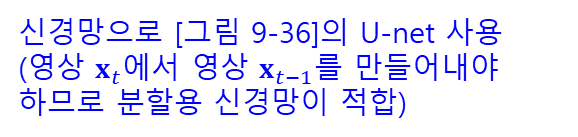 신경망으로 [그림 9-36]의 U-net 사용
(영상 𝐱ₜ에서 영상 𝐱ₜ₋₁를 만들어내야
하므로 분할용 신경망이 적합)